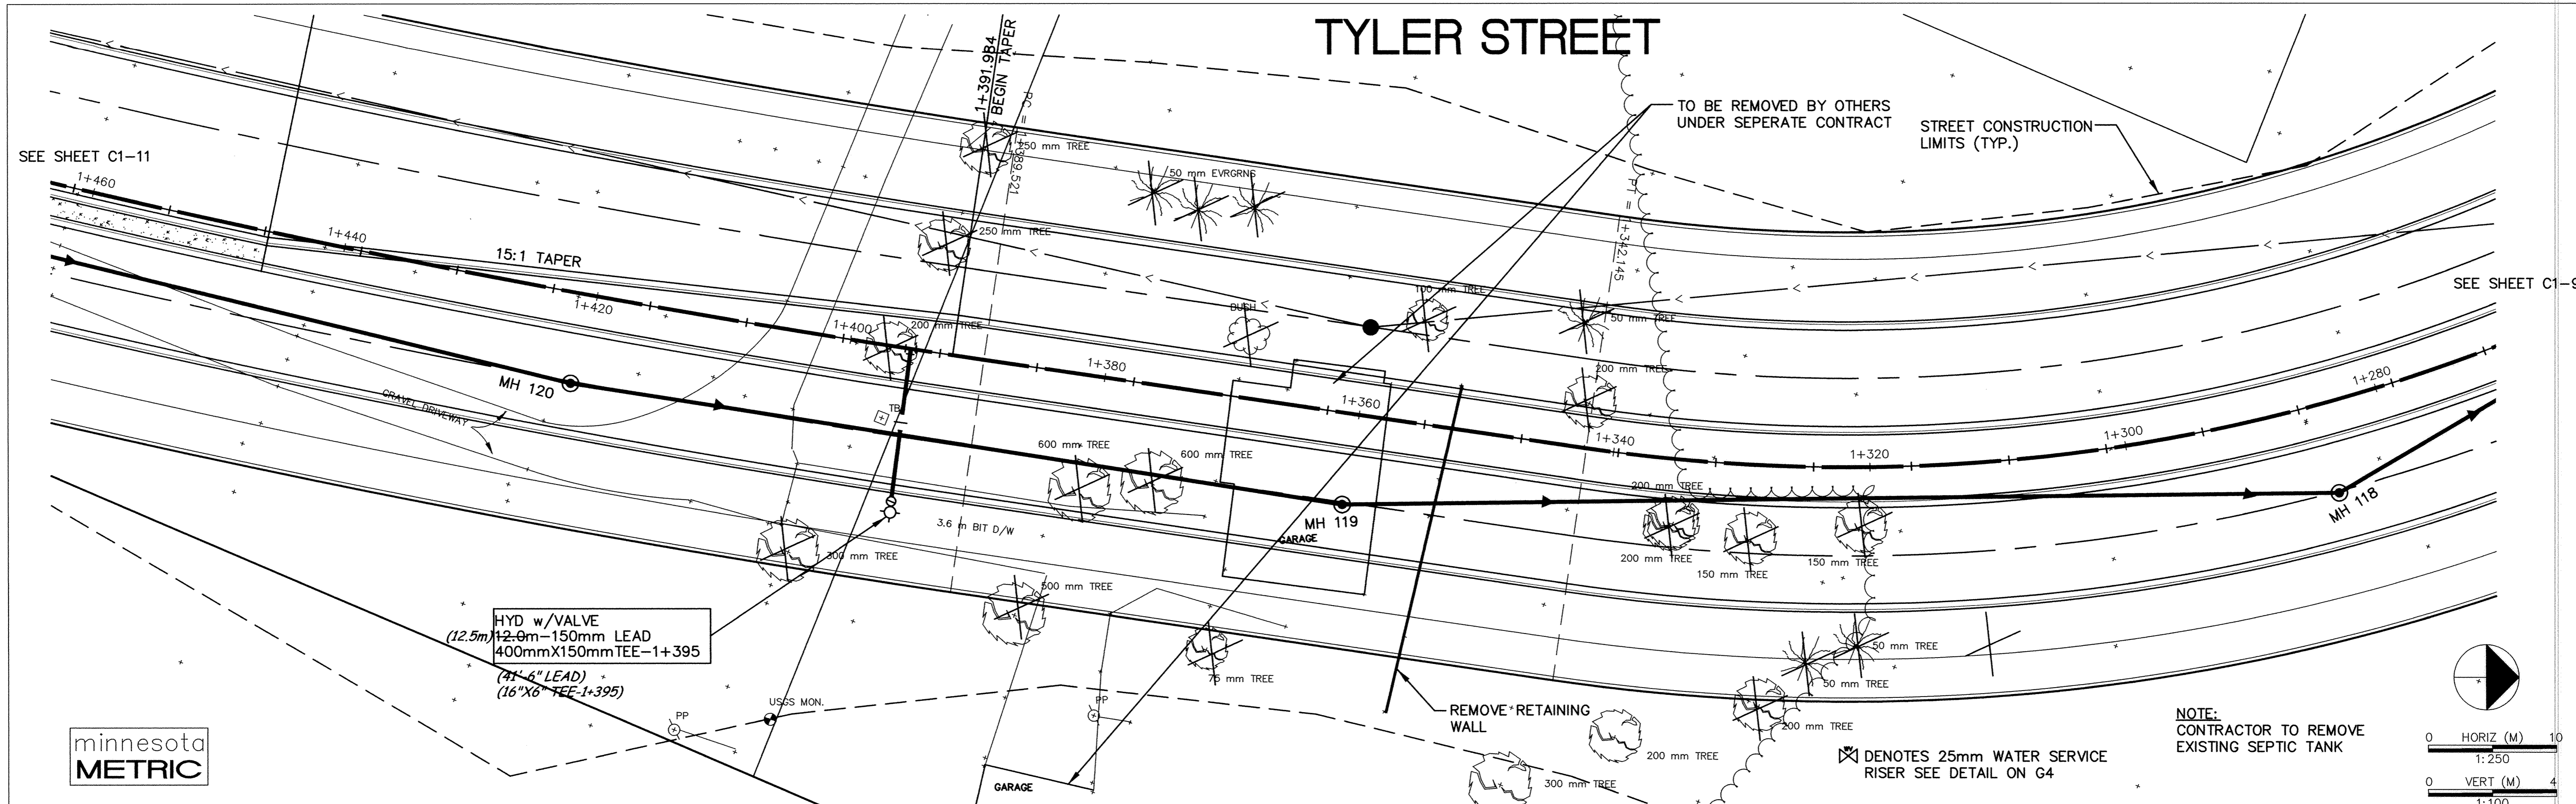 TYLER STREET
1+391.984
BEGIN TAPER
PC = 1+389.521
250 mm TREE
50 mm EVRGRNS
TO BE REMOVED BY OTHERS
UNDER SEPERATE CONTRACT
STREET CONSTRUCTION
LIMITS (TYP.)
SEE SHEET C1-11
1+460
1+440
15:1 TAPER
1+420
1+400
200 mm TREE
250 mm TREE
BUSH
100 mm TREE
PT = 1+342.145
50 mm TREE
SEE SHEET C1-9
1+380
1+360
200 mm TREE
1+340
1+320
1+300
1+280
MH 120
GRAVEL DRIVEWAY
TB
600 mm TREE
600 mm TREE
MH 119
GARAGE
200 mm TREE
200 mm TREE
150 mm TREE
150 mm TREE
MH 118
3.6 m BIT D/W
300 mm TREE
500 mm TREE
75 mm TREE
HYD w/VALVE
(12.5m) 12.0m-150mm LEAD
400mmX150mmTEE-1+395
(41'-6" LEAD)
(16"X6" TEE-1+395)
USGS MON.
PP
PP
GARAGE
REMOVE RETAINING
WALL
50 mm TREE
50 mm TREE
200 mm TREE
200 mm TREE
300 mm TREE
DENOTES 25mm WATER SERVICE
RISER SEE DETAIL ON G4
NOTE:
CONTRACTOR TO REMOVE
EXISTING SEPTIC TANK
0 HORIZ (M) 10
1:250
0 VERT (M) 4
1:100
minnesota
METRIC